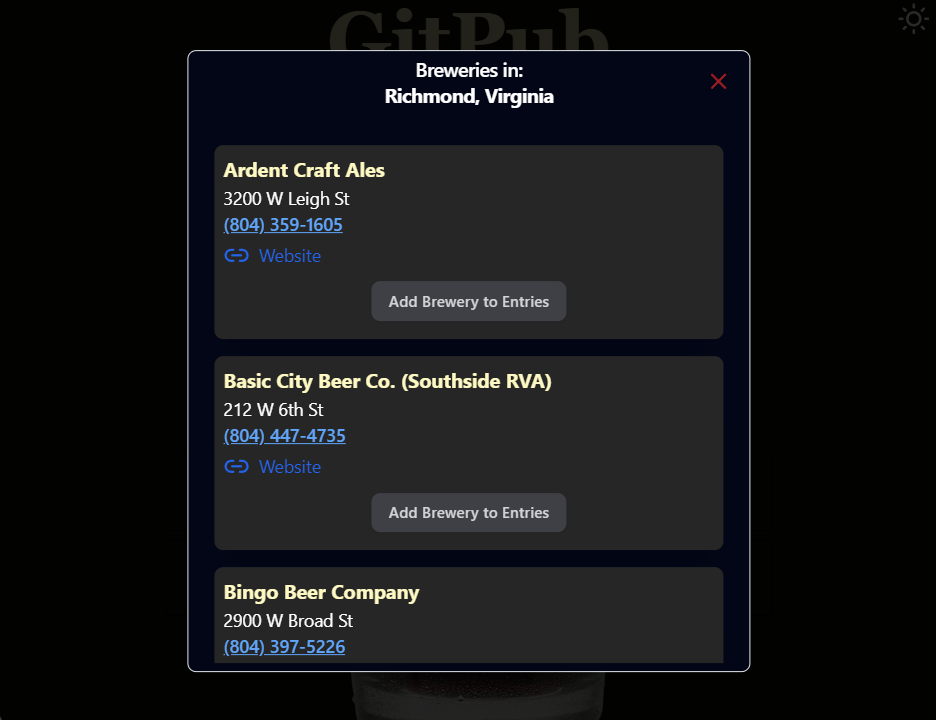 GitPub
Breweries in:
Richmond, Virginia
Ardent Craft Ales
3200 W Leigh St
(804) 359-1605
Website
Add Brewery to Entries
Basic City Beer Co. (Southside RVA)
212 W 6th St
(804) 447-4735
Website
Add Brewery to Entries
Bingo Beer Company
2900 W Broad St
(804) 397-5226